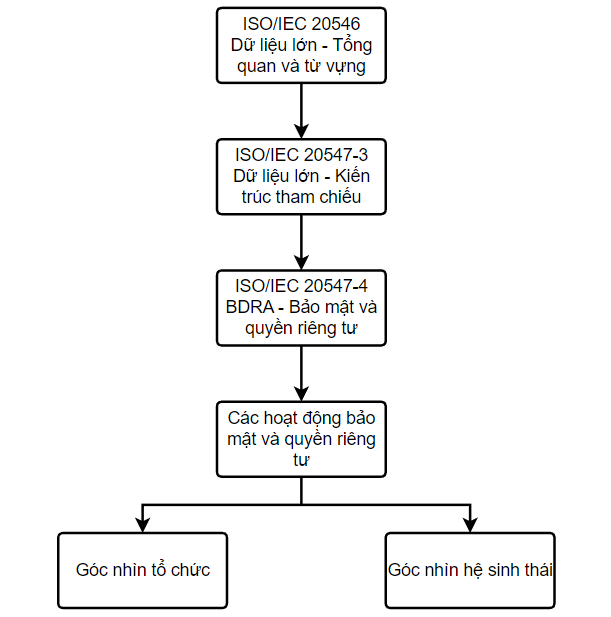 ISO/IEC 20546
Dữ liệu lớn - Tổng
quan và từ vựng
ISO/IEC 20547-3
Dữ liệu lớn - Kiến
trúc tham chiếu
ISO/IEC 20547-4
BDRA - Bảo mật và
quyền riêng tư
Các hoạt động bảo
mật và quyền riêng
tư
Góc nhìn tổ chức
Góc nhìn hệ sinh thái